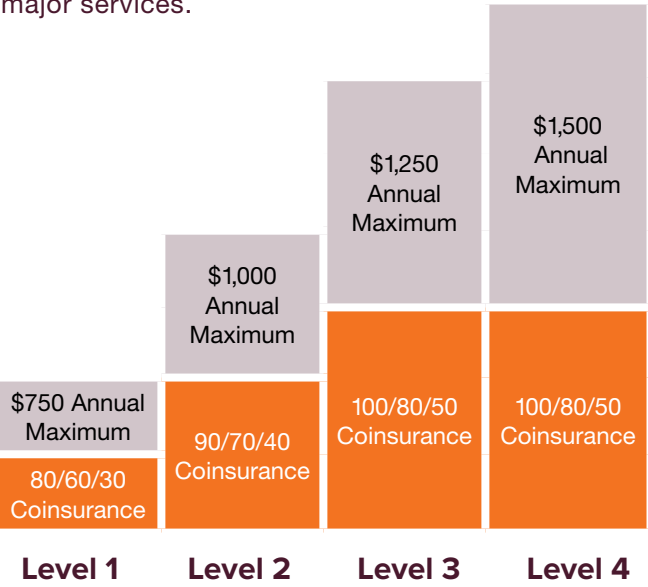 major services.
$1,500
Annual
Maximum
$1,250
Annual
Maximum
$1,000
Annual
Maximum
$750 Annual
Maximum
80/60/30
Coinsurance
90/70/40
Coinsurance
100/80/50
Coinsurance
100/80/50
Coinsurance
Level 1
Level 2
Level 3
Level 4